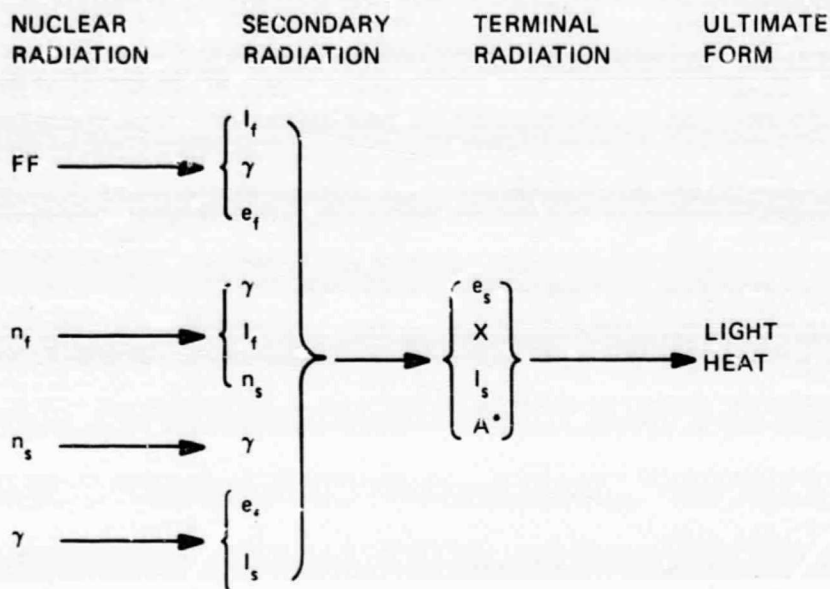 NUCLEAR RADIATION
SECONDARY RADIATION
TERMINAL RADIATION
ULTIMATE FORM
FF
I_f
γ
e_f
n_f
γ
I_f
n_s
n_s
γ
γ
I_s
e_s
X
I_s
A*
LIGHT
HEAT